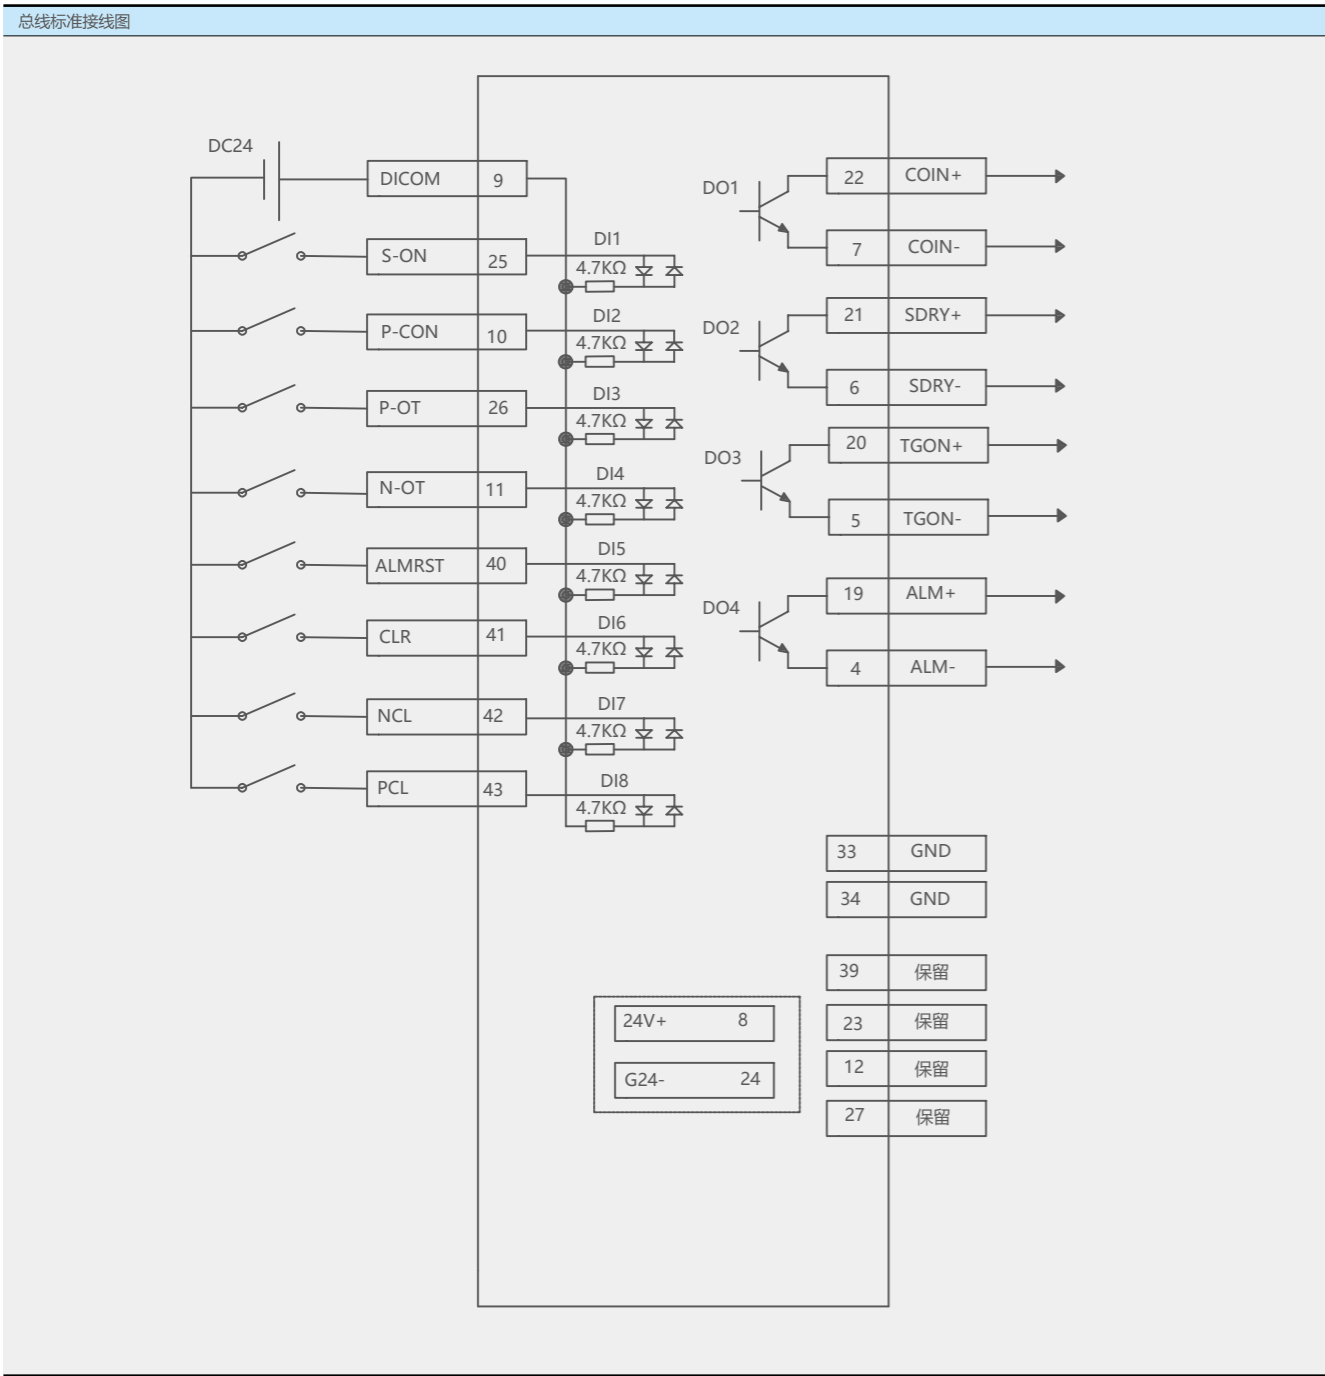 总线标准接线图
DC24
DICOM 9
S-ON 25
DI1
4.7KΩ
P-CON 10
DI2
4.7KΩ
P-OT 26
DI3
4.7KΩ
N-OT 11
DI4
4.7KΩ
ALMRST 40
DI5
4.7KΩ
CLR 41
DI6
4.7KΩ
NCL 42
DI7
4.7KΩ
PCL 43
DI8
4.7KΩ
DO1
22 COIN+
7 COIN-
DO2
21 SDRY+
6 SDRY-
DO3
20 TGON+
5 TGON-
DO4
19 ALM+
4 ALM-
33 GND
34 GND
39 保留
23 保留
12 保留
27 保留
24V+ 8
G24- 24